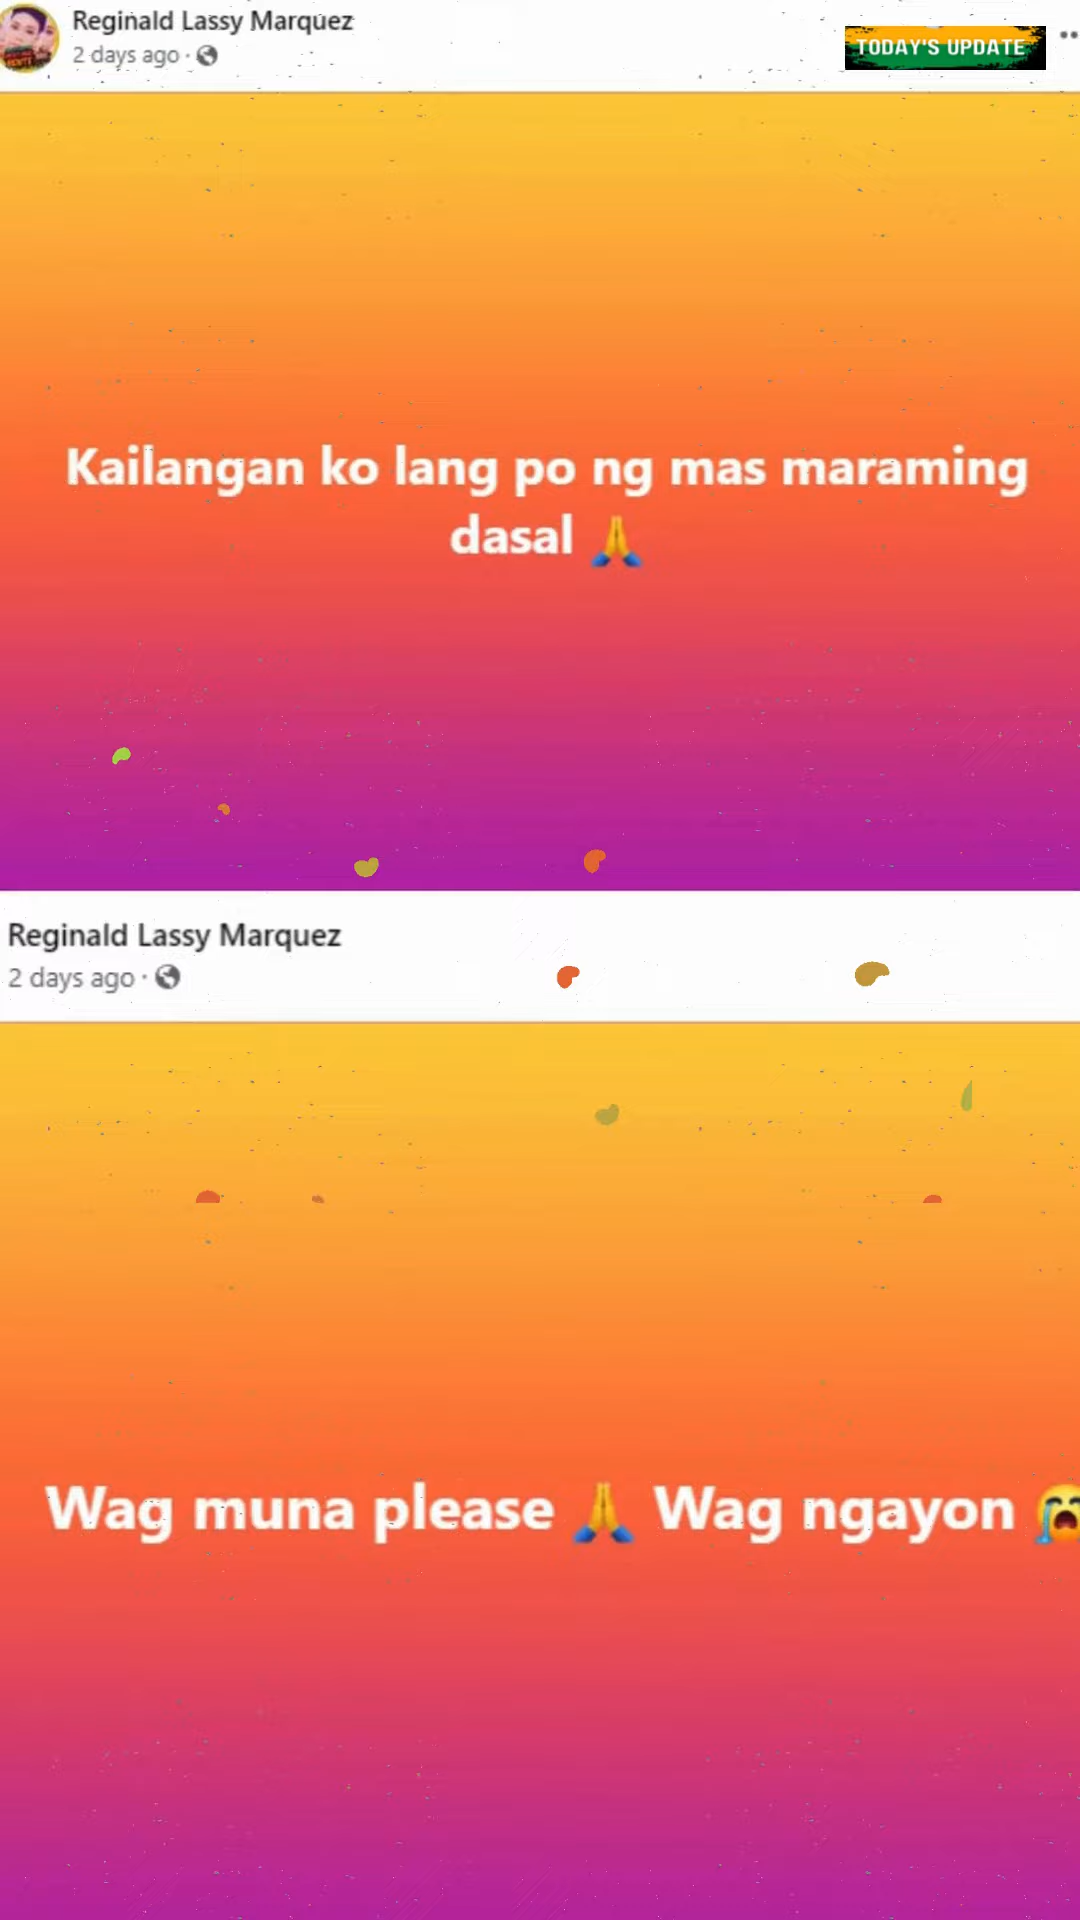 Reginald Lassy Marquez
2 days ago ·
TODAY'S UPDATE
Kailangan ko lang po ng mas maraming
dasal 🙏
Reginald Lassy Marquez
2 days ago ·
Wag muna please 🙏 Wag ngayon 😭